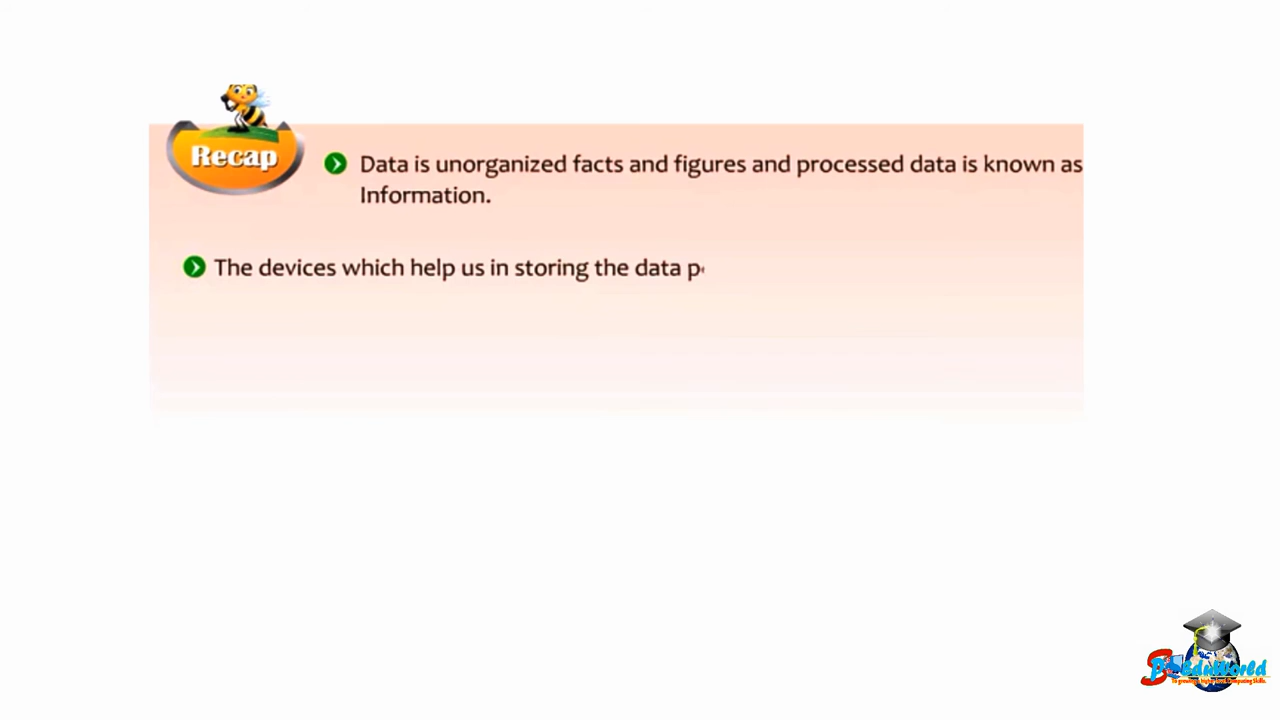 Recap
Data is unorganized facts and figures and processed data is known as
Information.
The devices which help us in storing the data
EduWorld